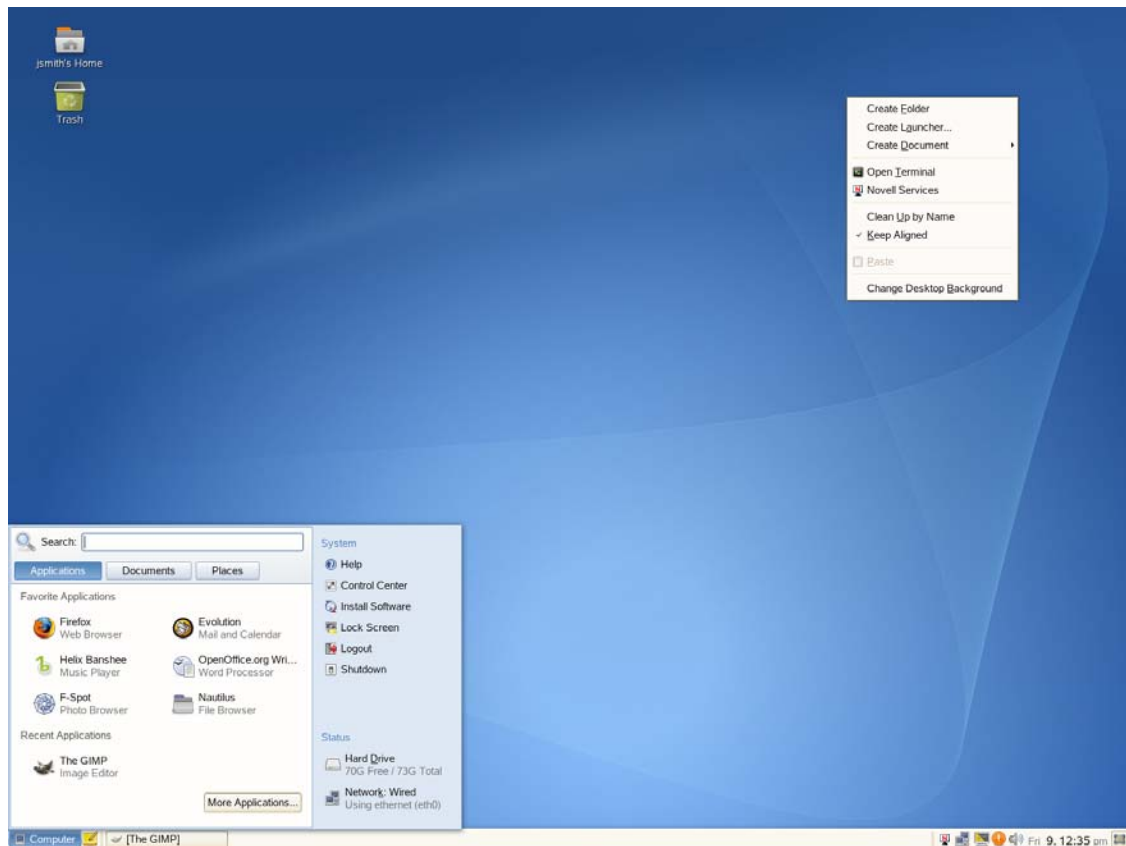 jsmith's Home
Trash
Create Folder
Create Launcher...
Create Document
Open Terminal
Novell Services
Clean Up by Name
Keep Aligned
Paste
Change Desktop Background
Search:
Applications Documents Places
Favorite Applications
Firefox
Web Browser
Evolution
Mail and Calendar
Helix Banshee
Music Player
OpenOffice.org Wri...
Word Processor
F-Spot
Photo Browser
Nautilus
File Browser
Recent Applications
The GIMP
Image Editor
More Applications...
System
Help
Control Center
Install Software
Lock Screen
Logout
Shutdown
Status
Hard Drive
70G Free / 73G Total
Network: Wired
Using ethernet (eth0)
Computer [The GIMP] Fri 9, 12:35 pm